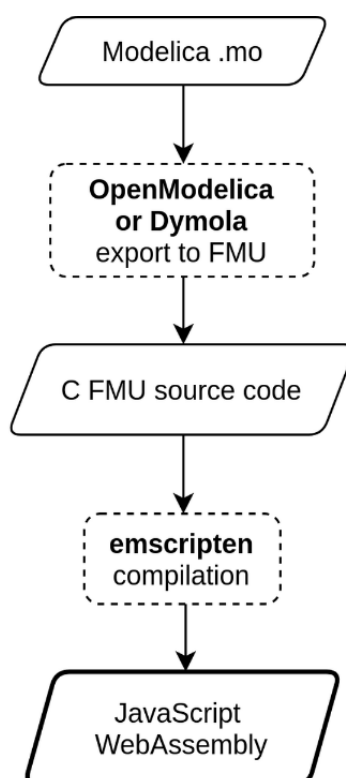 Modelica .mo
OpenModelica
or Dymola
export to FMU
C FMU source code
emscripten
compilation
JavaScript
WebAssembly